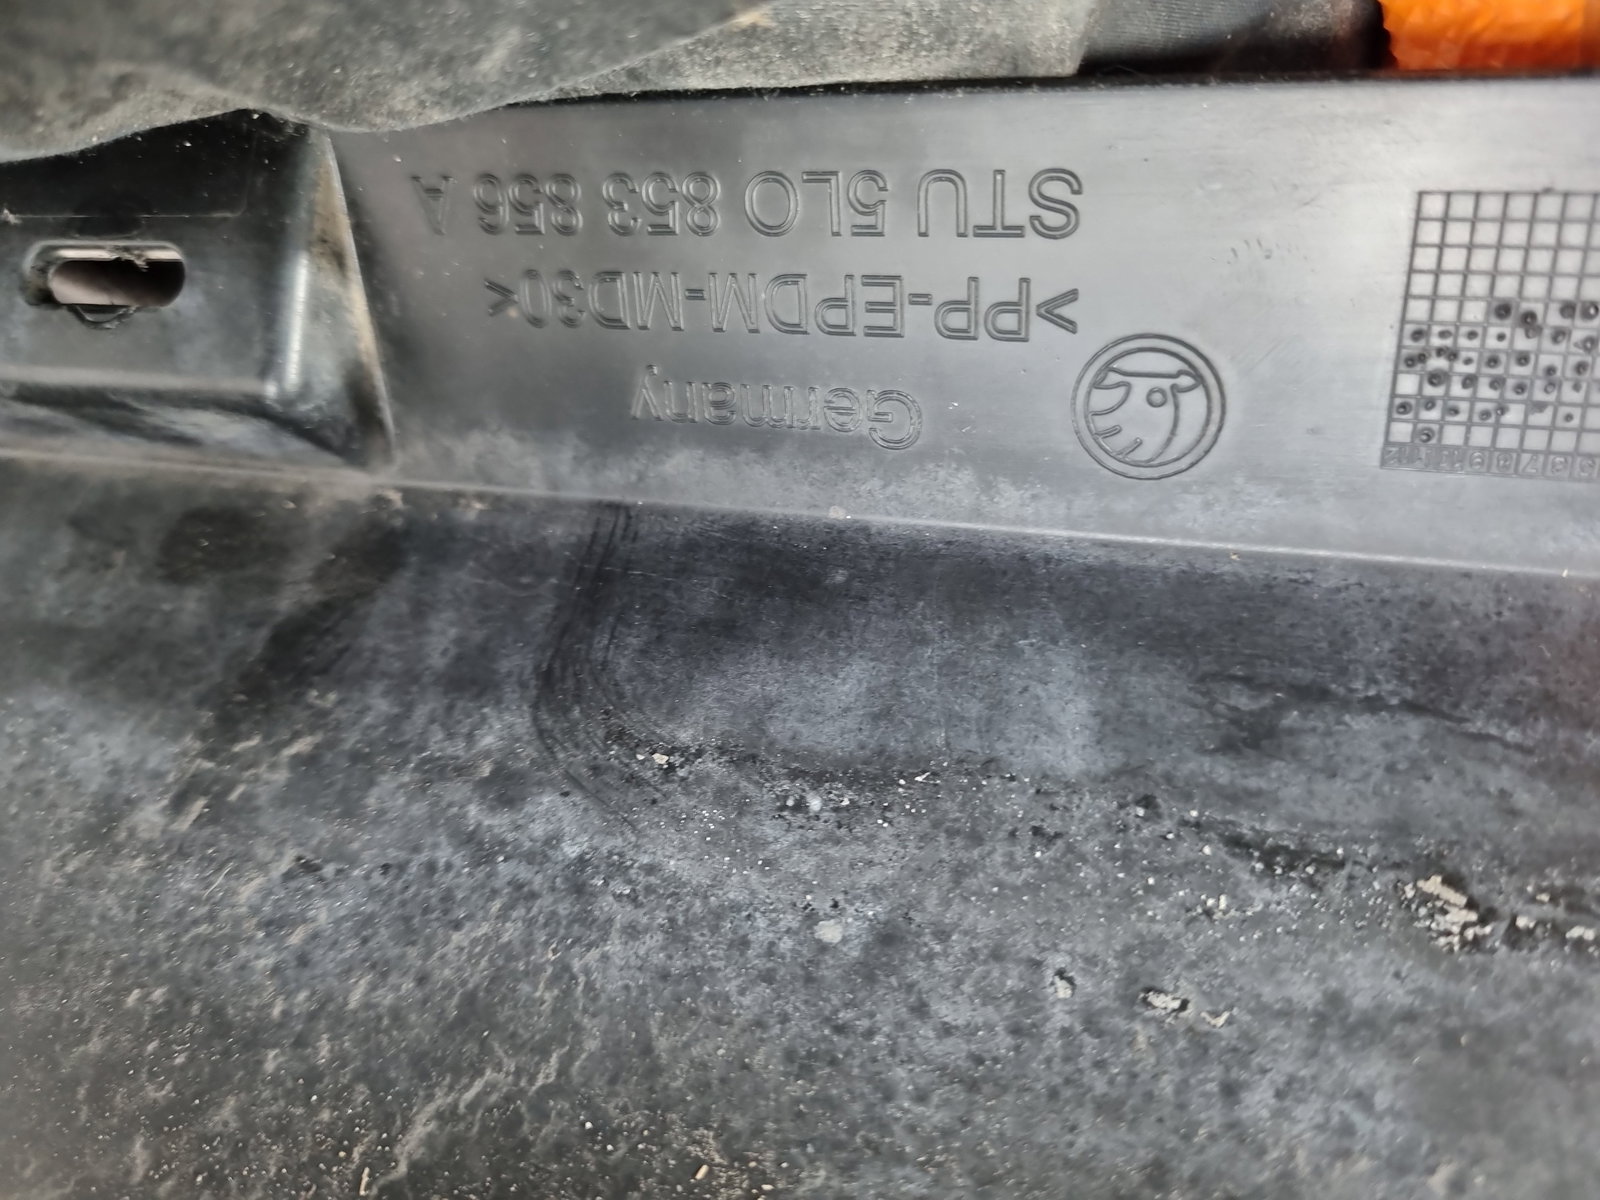 STU 5L0 853 856 A
>PP-EPDM-MD30<
Germany